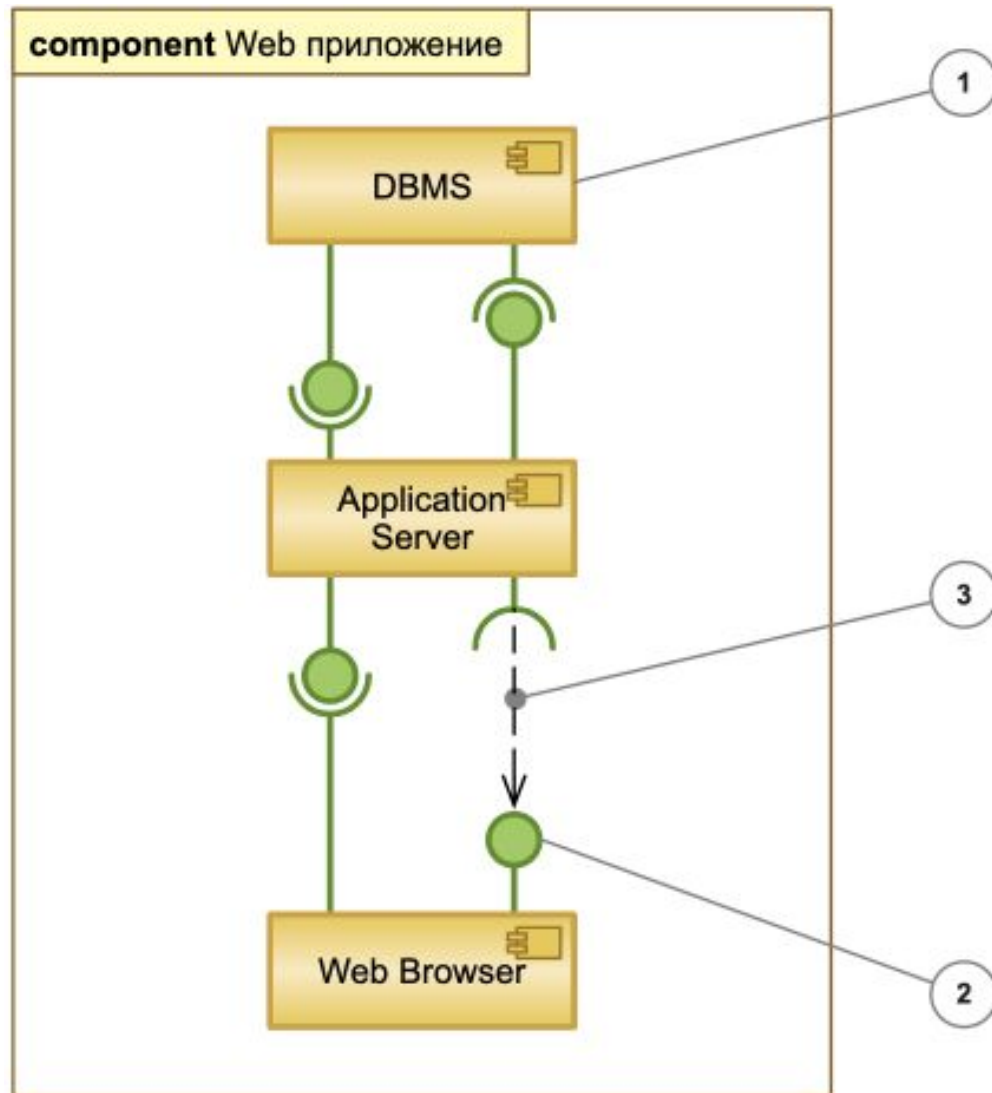 component Web приложение
1
DBMS
Application
Server
3
Web Browser
2